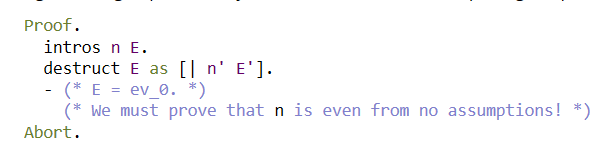 Proof.
  intros n E.
  destruct E as [| n' E'].
  - (* E = ev_0. *)
    (* We must prove that n is even from no assumptions! *)
Abort.